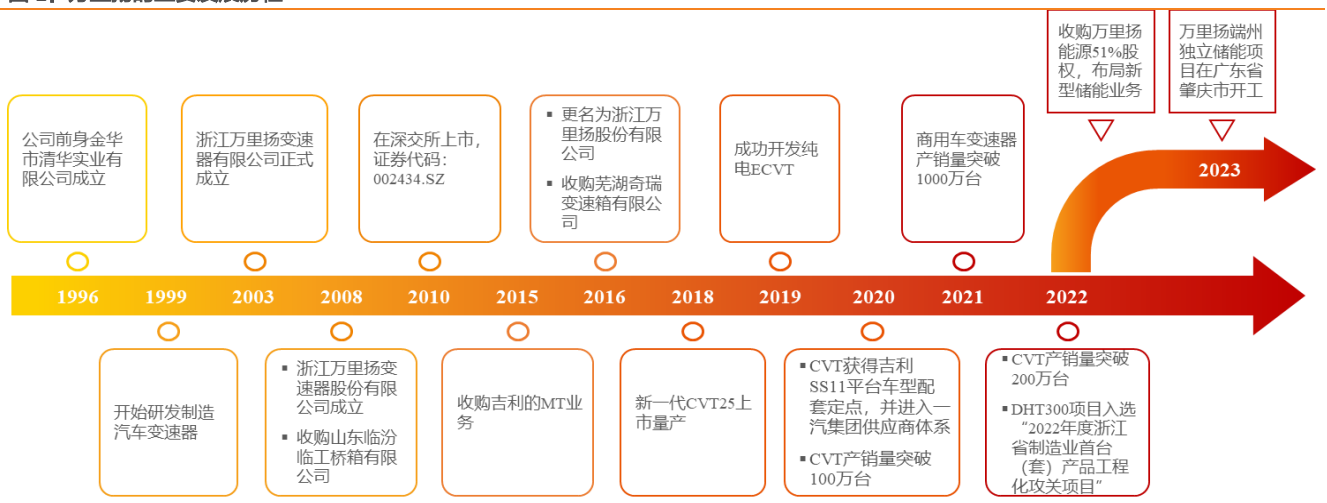 收购万里扬
能源51%股
权，布局新
型储能业务
万里扬端州
独立储能项
目在广东省
肇庆市开工
公司前身金华
市清华实业有
限公司成立
浙江万里扬变速
器有限公司正式
成立
在深交所上市，
证券代码：
002434.SZ
▪ 更名为浙江万
里扬股份有限
公司
▪ 收购芜湖奇瑞
变速箱有限公
司
成功开发纯
电ECVT
商用车变速器
产销量突破
1000万台
2023
1996 1999 2003 2008 2010 2015 2016 2018 2019 2020 2021 2022
开始研发制造
汽车变速器
▪ 浙江万里扬变
速器股份有限
公司成立
▪ 收购山东临汾
临工桥箱有限
公司
收购吉利的MT业
务
新一代CVT25上
市量产
▪CVT获得吉利
SS11平台车型配
套定点，并进入一
汽集团供应商体系
▪CVT产销量突破
100万台
▪CVT产销量突破
200万台
▪DHT300项目入选
“2022年度浙江
省制造业首台
（套）产品工程
化攻关项目”